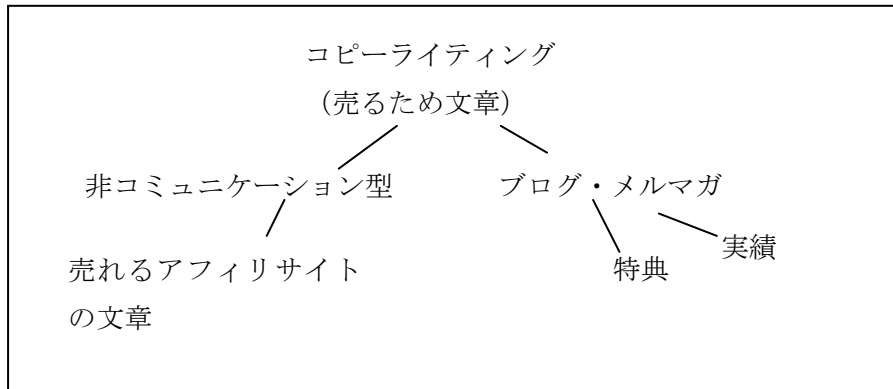 コピーライティング
（売るため文章）
非コミュニケーション型
ブログ・メルマガ
実績
売れるアフィリサイト
特典
の文章